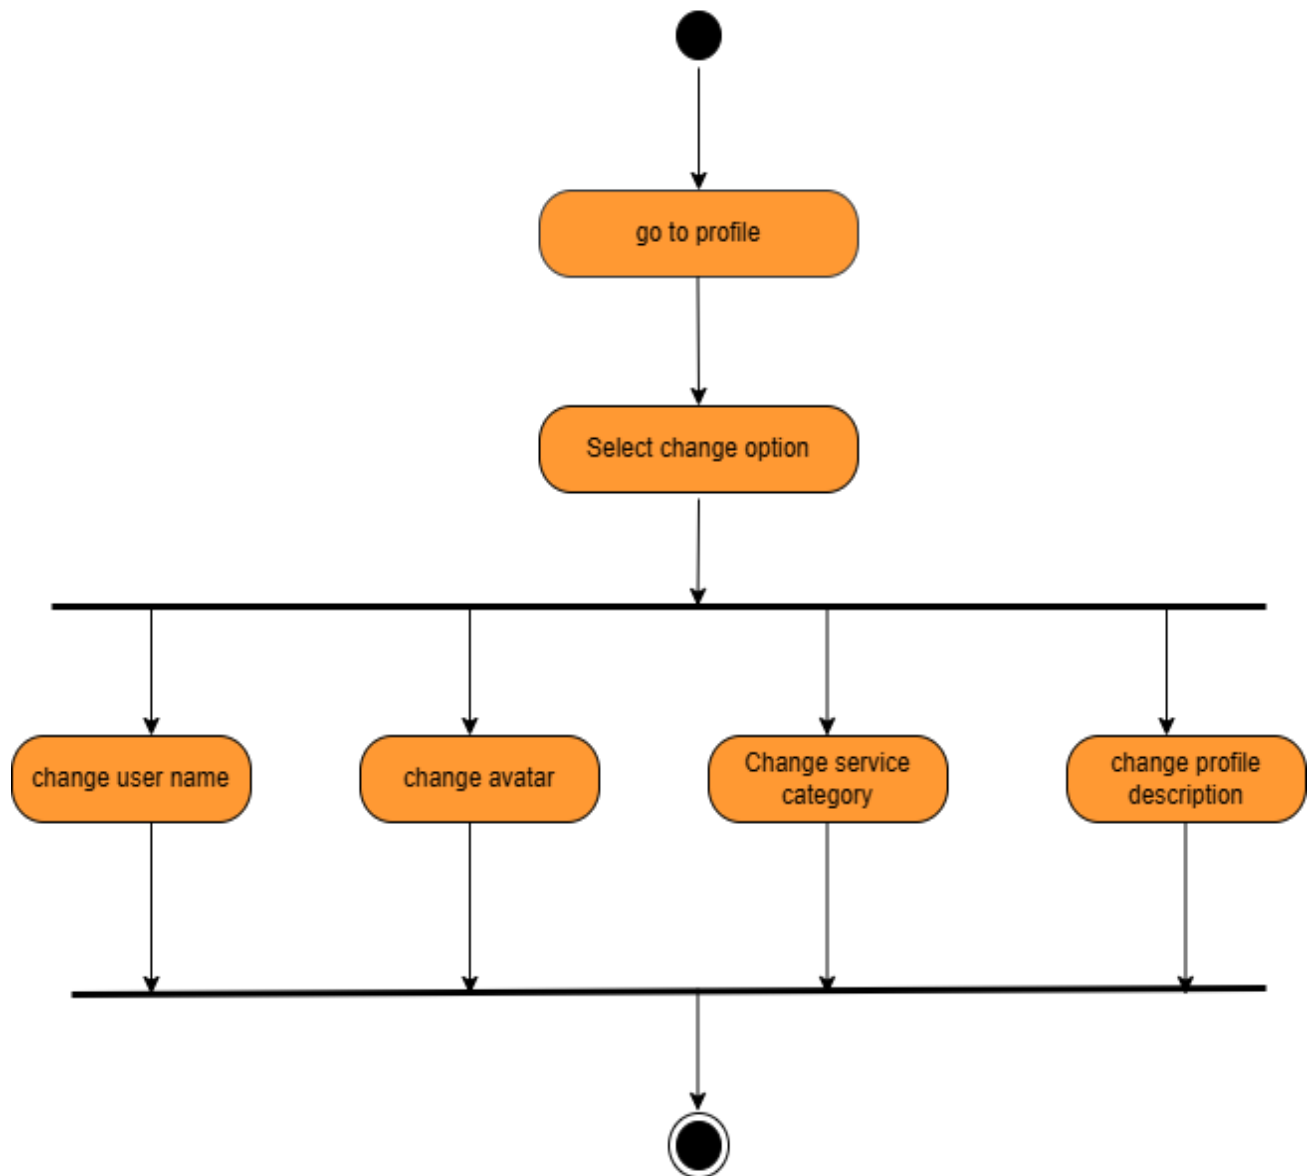 go to profile
Select change option
change user name
change avatar
Change service
category
change profile
description